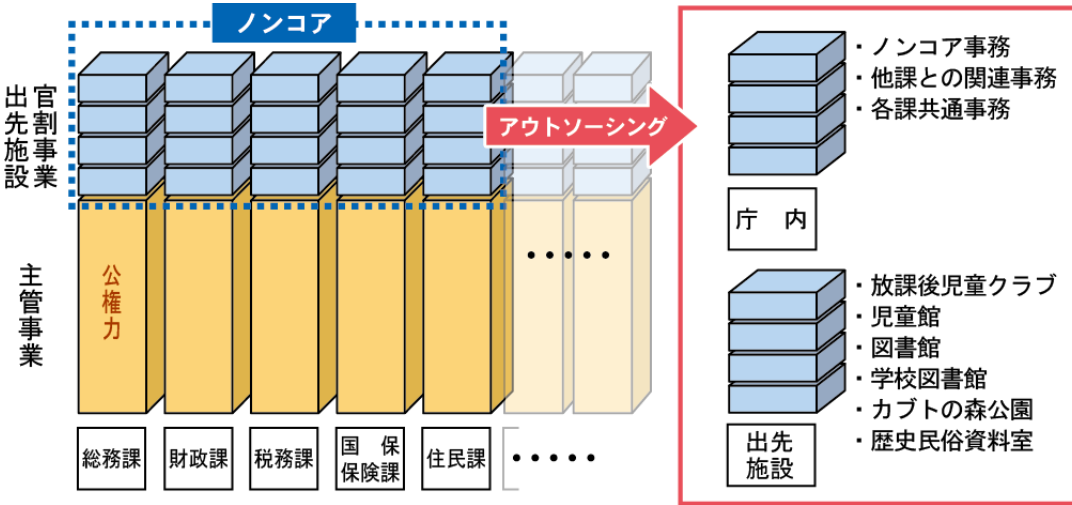 ノンコア
官割事業
出先施設
主管事業
公権力
総務課
財政課
税務課
国 保
保険課
住民課
・・・・・
・・・・・
アウトソーシング
・ノンコア事務
・他課との関連事務
・各課共通事務
庁 内
・放課後児童クラブ
・児童館
・図書館
・学校図書館
・カブトの森公園
・歴史民俗資料室
出先
施設